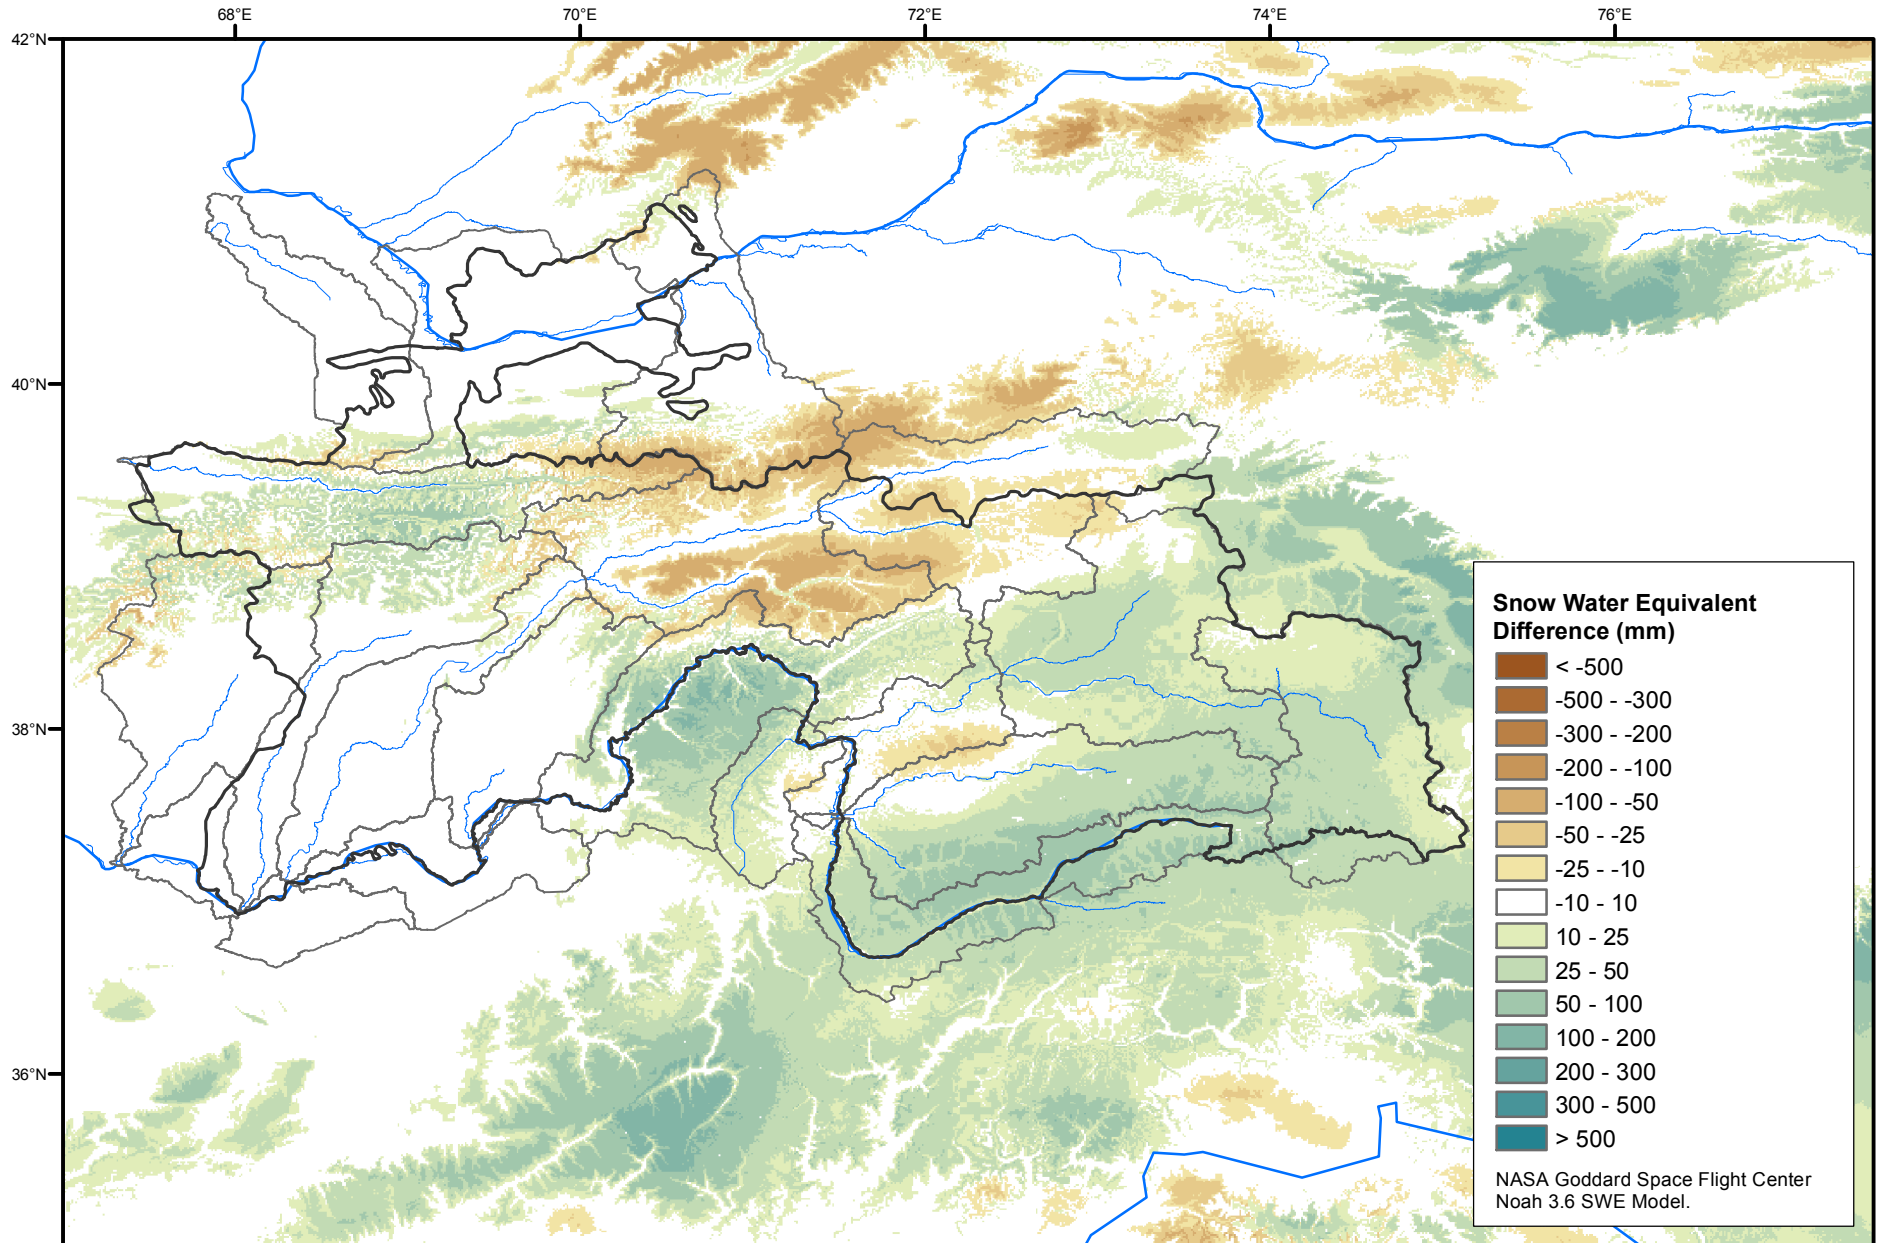 68°E 70°E 72°E 74°E 76°E
42°N
40°N
38°N
36°N
Snow Water Equivalent
Difference (mm)
< -500
-500 - -300
-300 - -200
-200 - -100
-100 - -50
-50 - -25
-25 - -10
-10 - 10
10 - 25
25 - 50
50 - 100
100 - 200
200 - 300
300 - 500
> 500
NASA Goddard Space Flight Center
Noah 3.6 SWE Model.